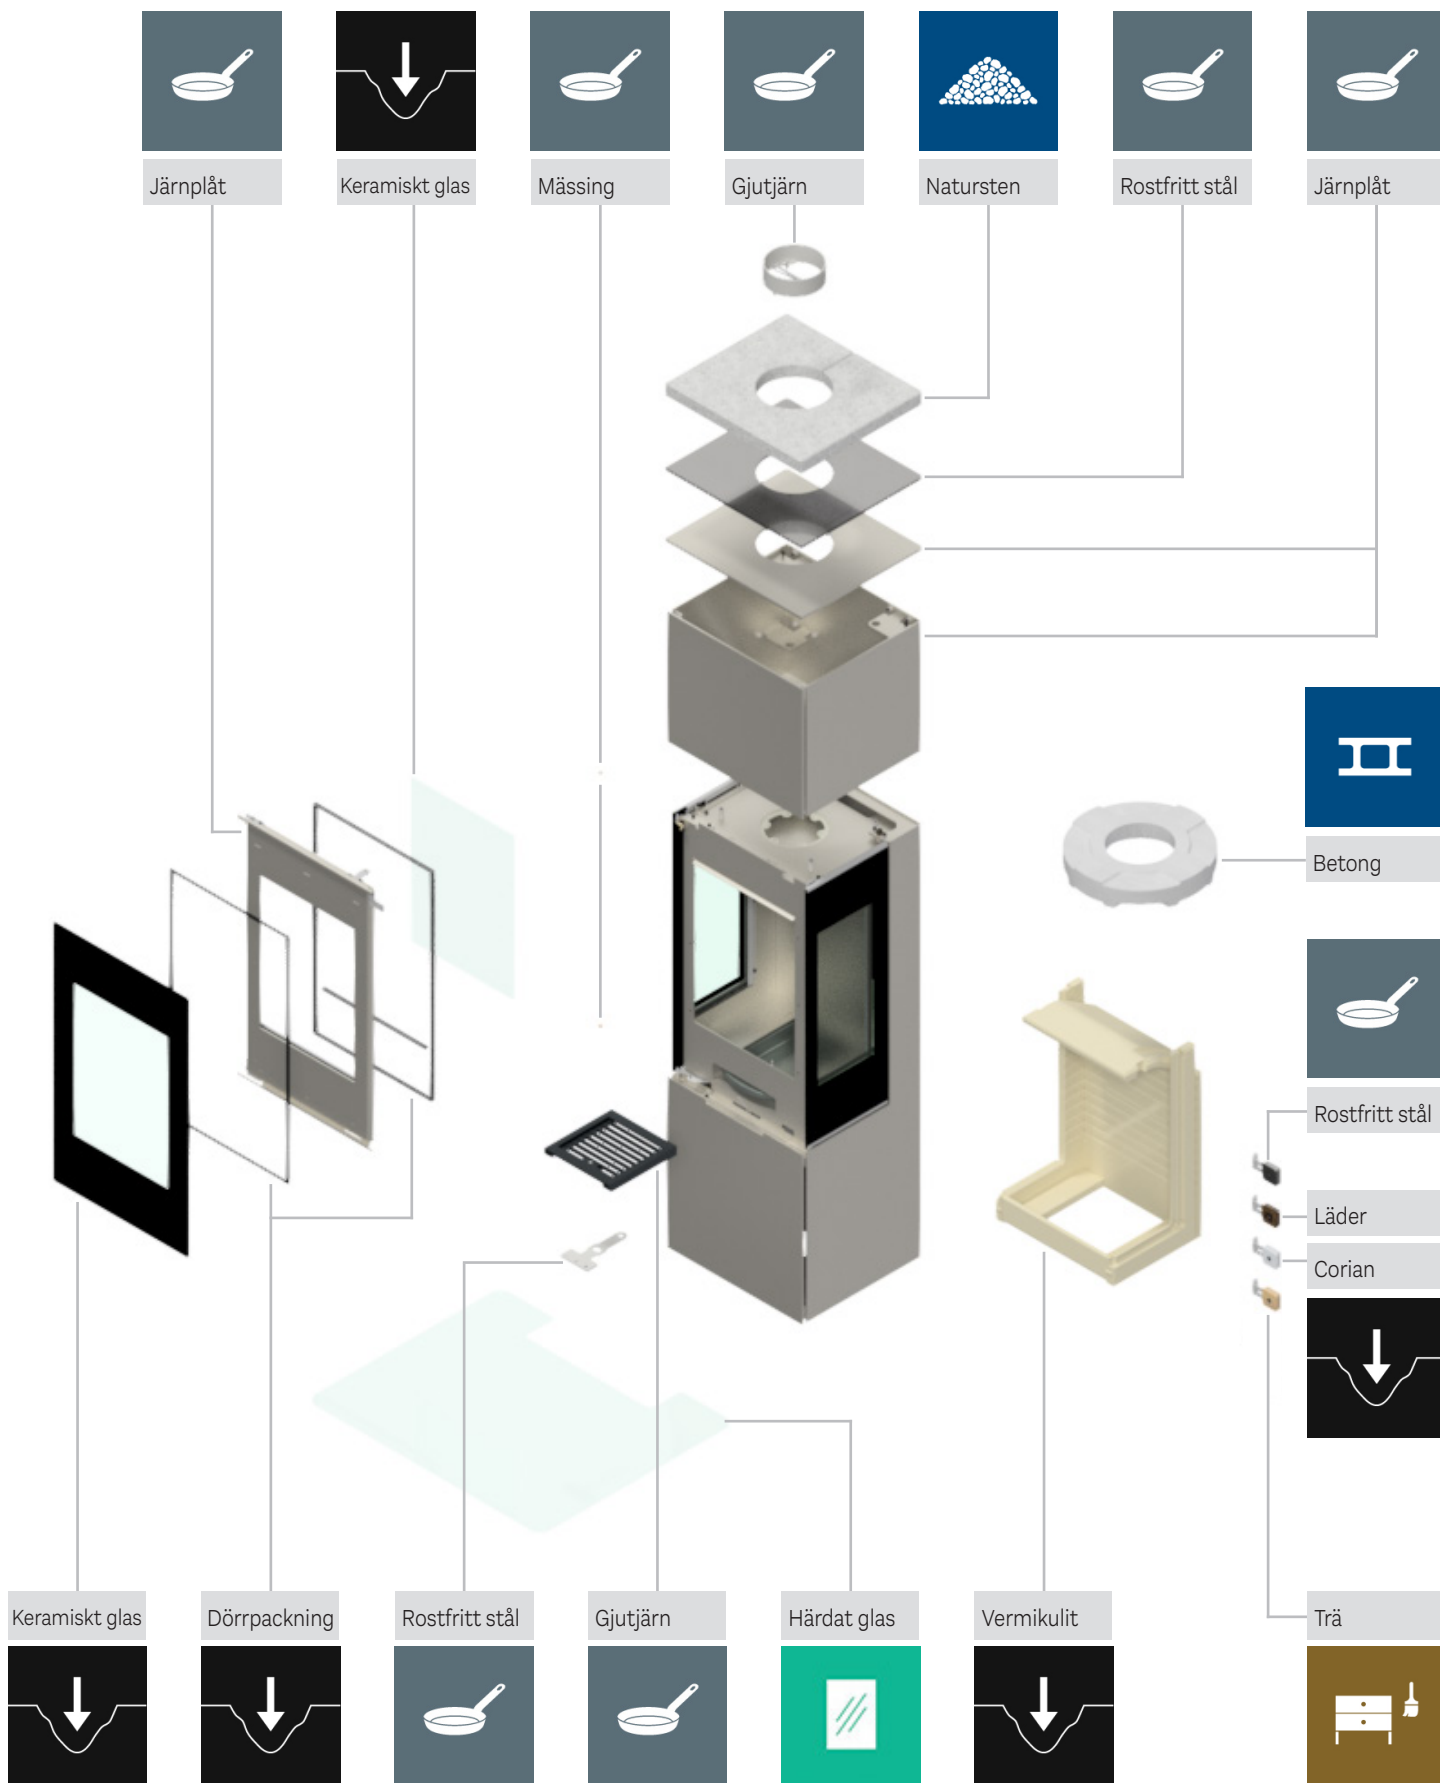 Järnplåt
Keramiskt glas
Mässing
Gjutjärn
Natursten
Rostfritt stål
Järnplåt
Betong
Rostfritt stål
Läder
Corian
Keramiskt glas
Dörrpackning
Rostfritt stål
Gjutjärn
Härdat glas
Vermikulit
Trä